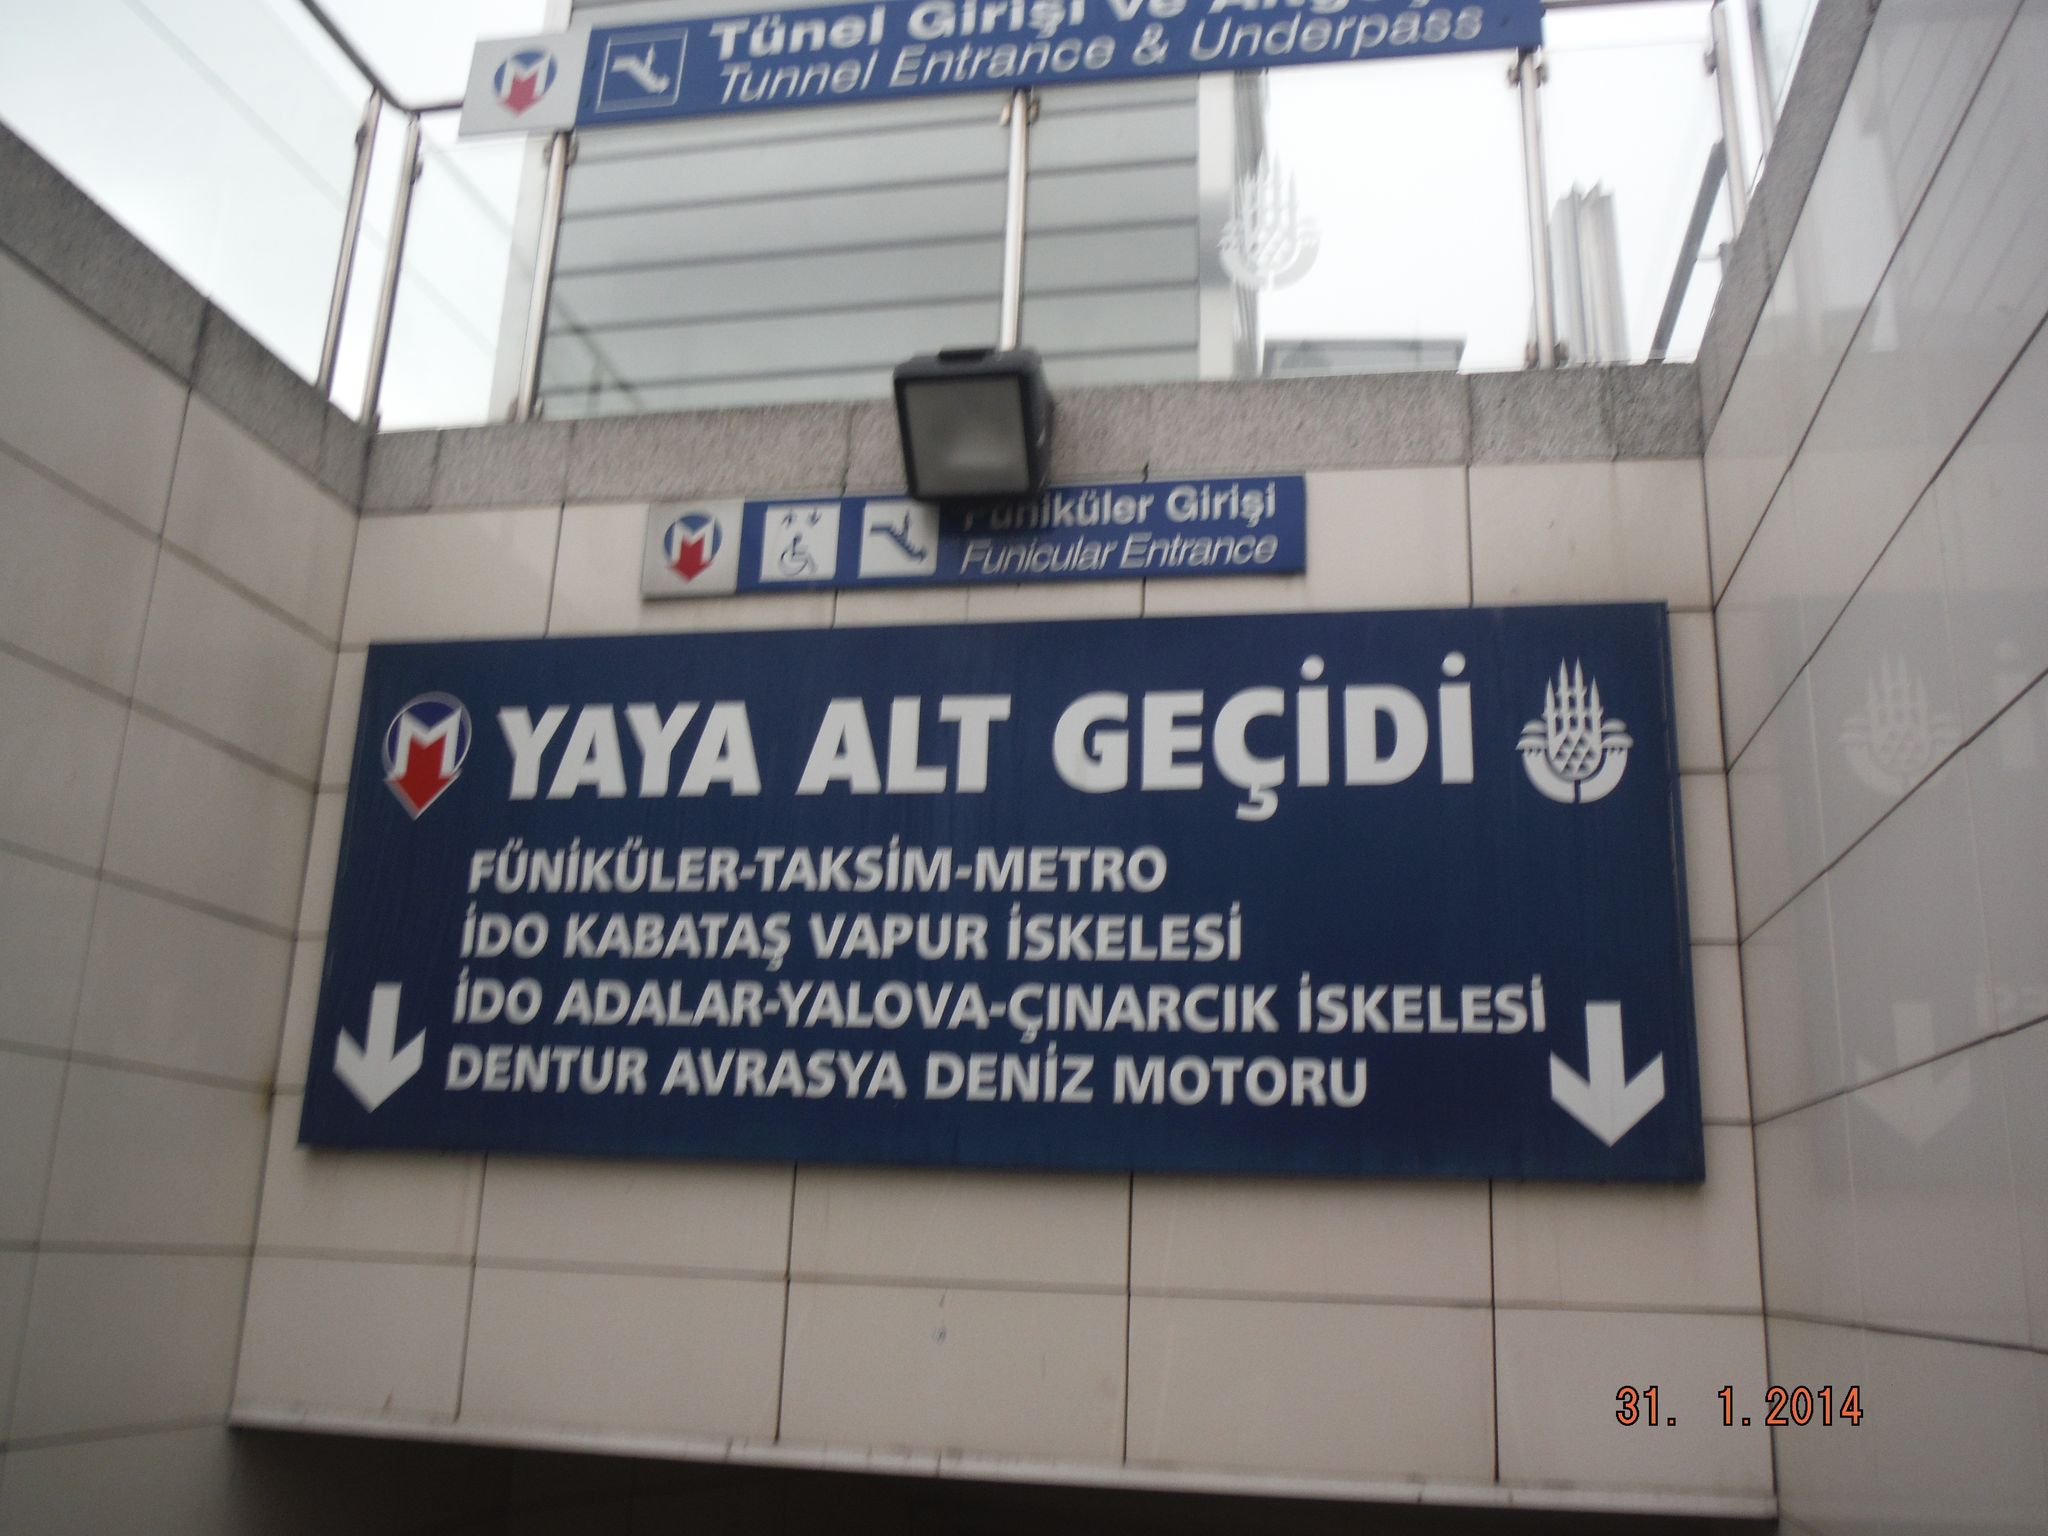 Tünel Girişi ve
Tunnel Entrance & Underpass
Füniküler Girişi
Funicular Entrance
M YAYA ALT GEÇİDİ
FÜNİKÜLER-TAKSİM-METRO
İDO KABATAŞ VAPUR İSKELESİ
İDO ADALAR-YALOVA-ÇINARCIK İSKELESİ
DENTUR AVRASYA DENİZ MOTORU
31. 1.2014